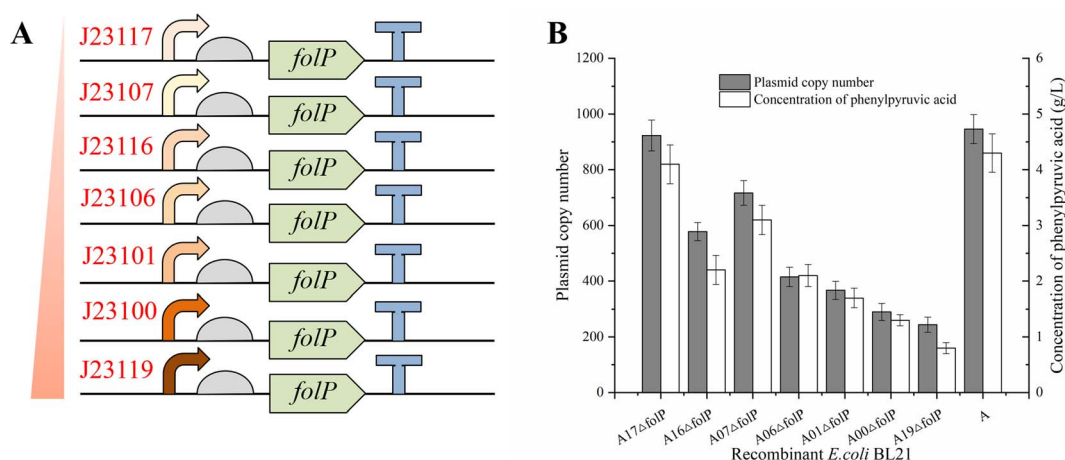 A
J23117
folP
J23107
folP
J23116
folP
J23106
folP
J23101
folP
J23100
folP
J23119
folP
B
Plasmid copy number
Concentration of phenylpyruvic acid
Plasmid copy number
1200
1000
800
600
400
200
0
Concentration of phenylpyruvic acid (g/L)
6
5
4
3
2
1
0
A17△folP
A16△folP
A07△folP
A06△folP
A01△folP
A00△folP
A19△folP
A
Recombinant E.coli BL21